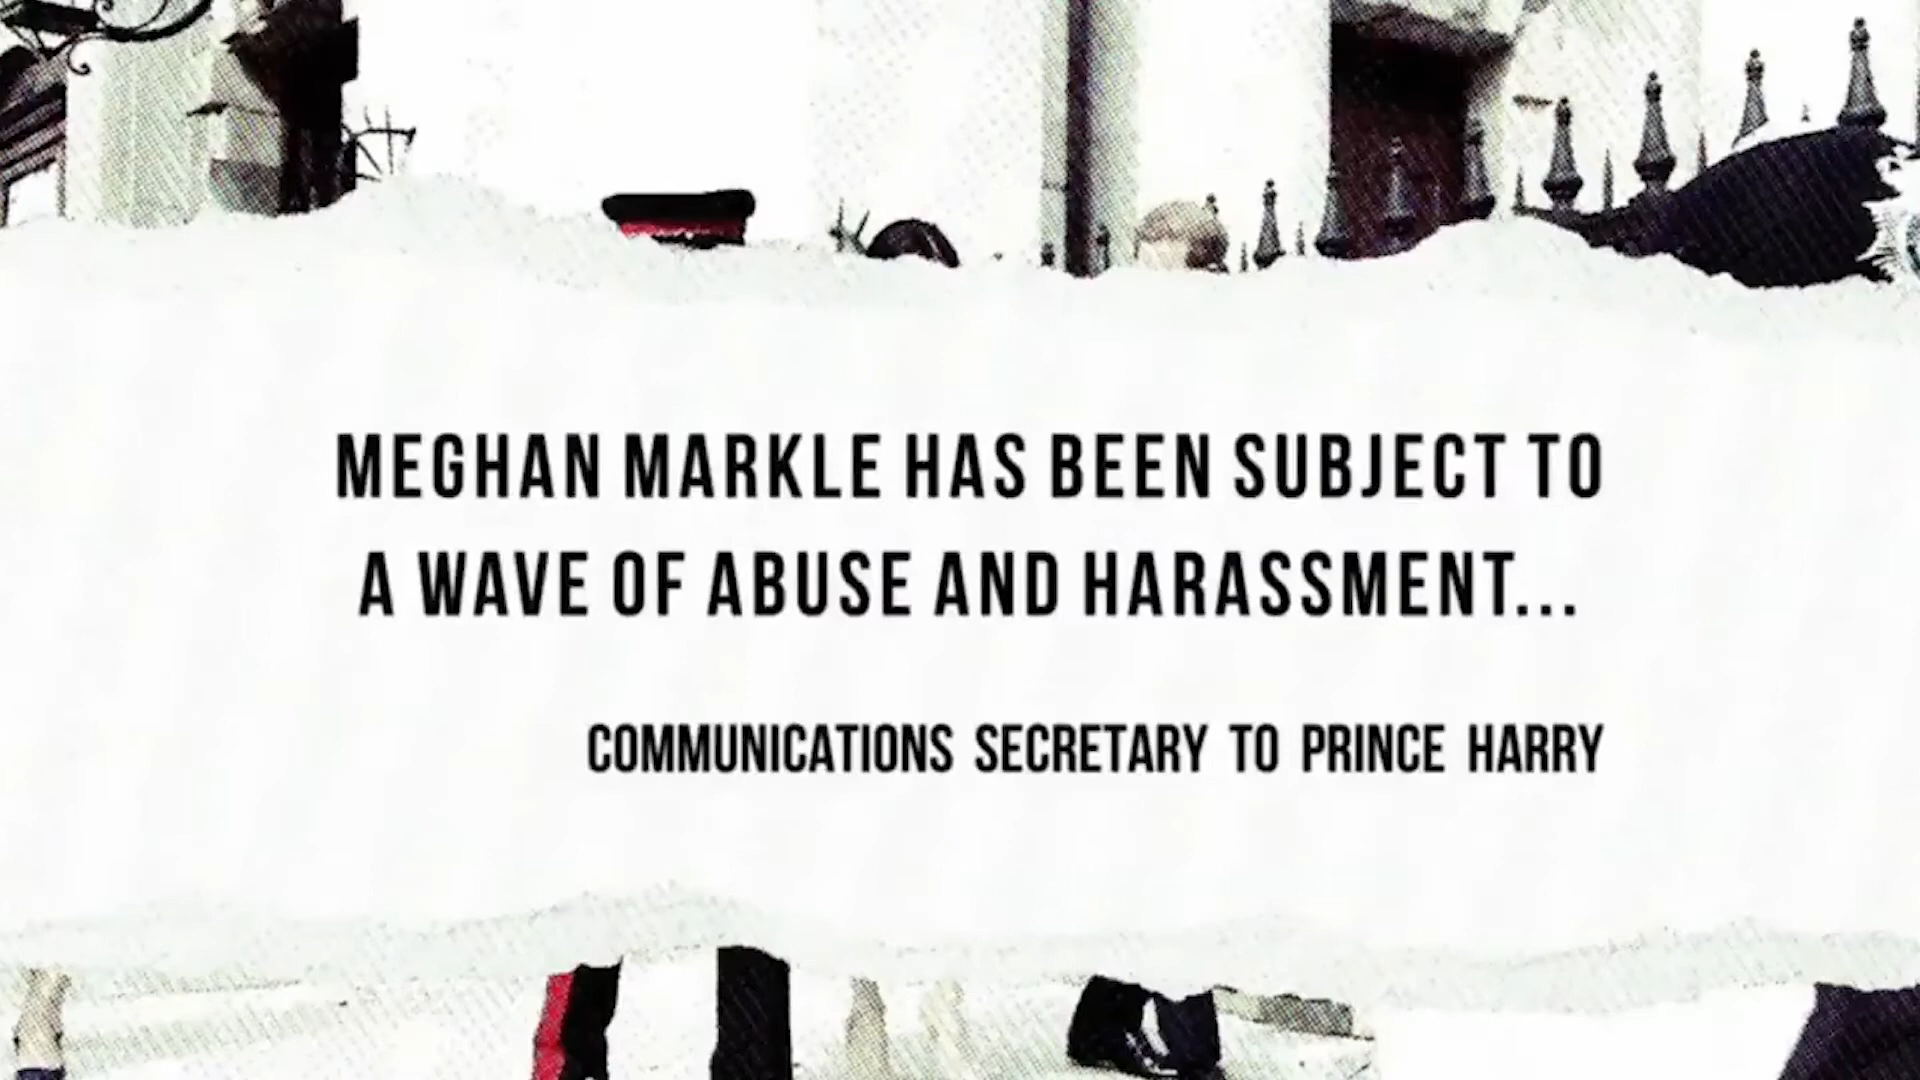 MEGHAN MARKLE HAS BEEN SUBJECT TO
A WAVE OF ABUSE AND HARASSMENT...
COMMUNICATIONS SECRETARY TO PRINCE HARRY